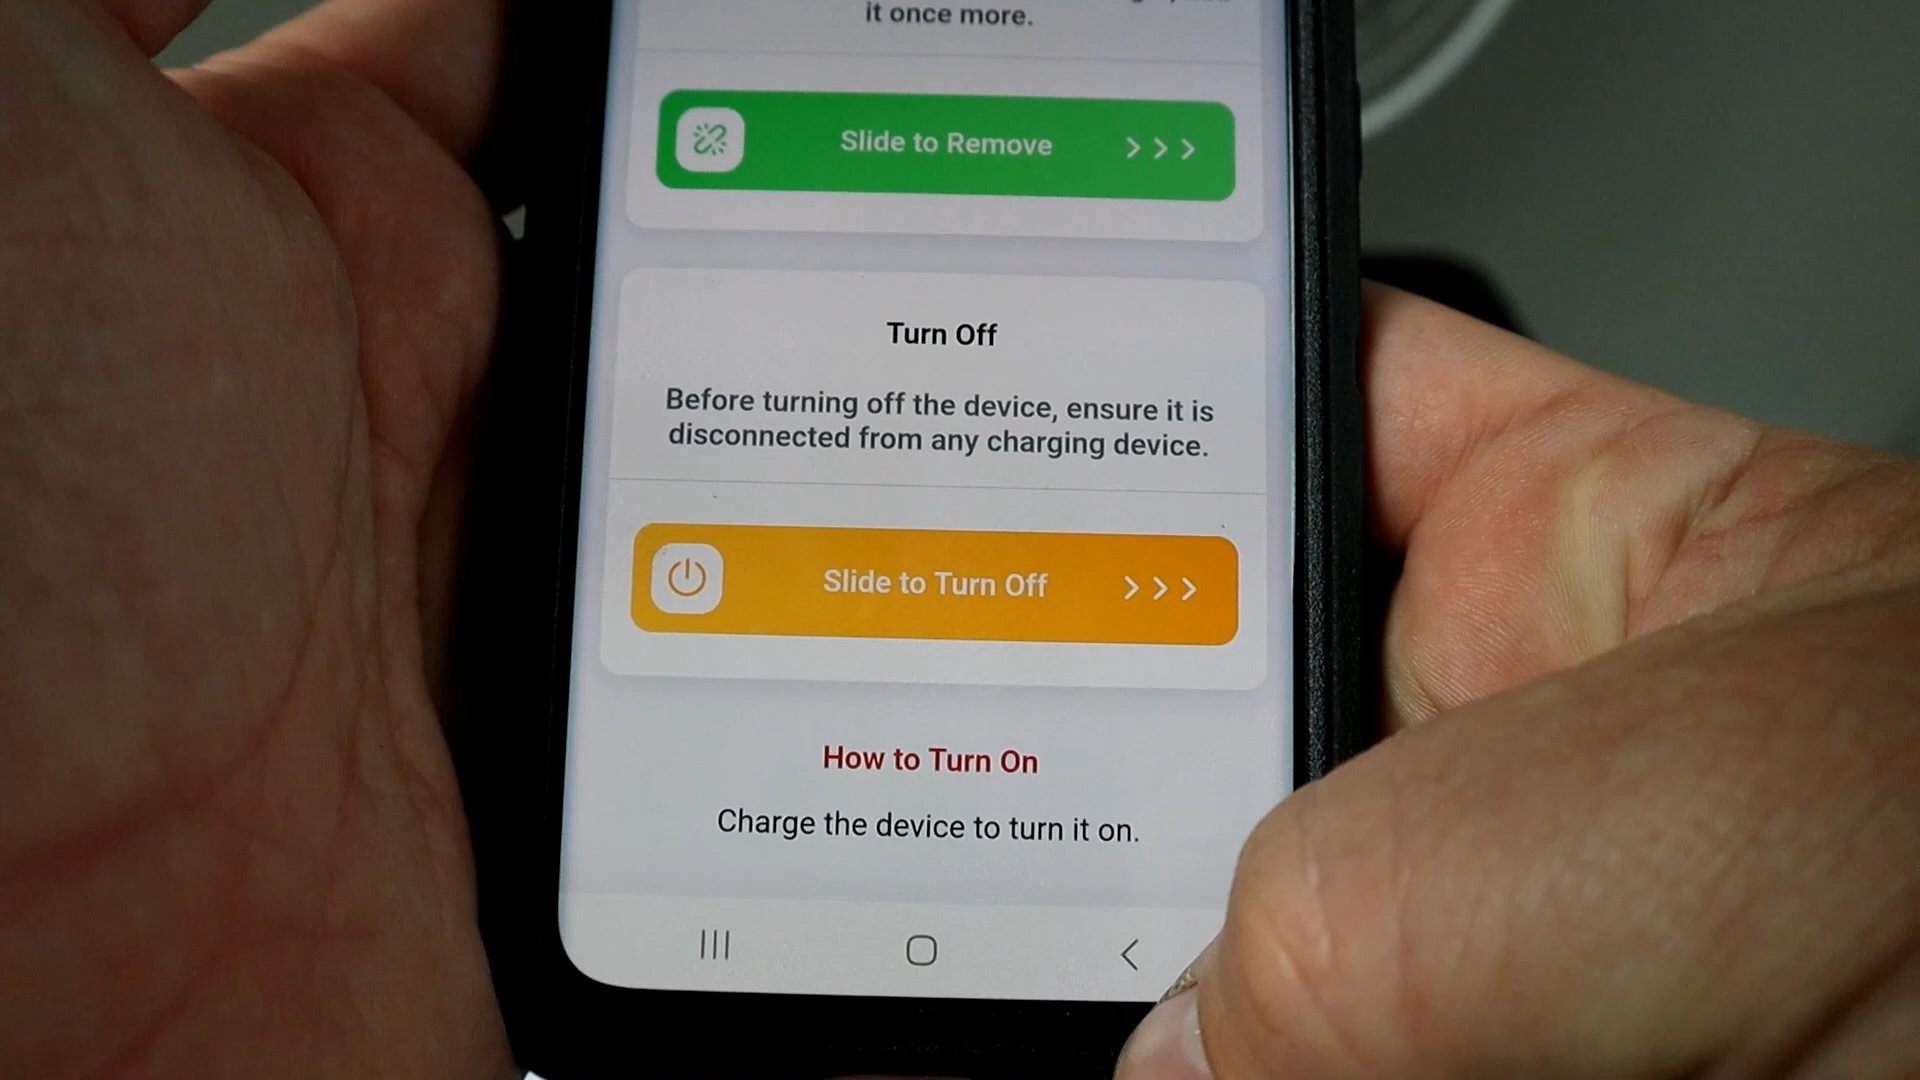 it once more.
Slide to Remove
Turn Off
Before turning off the device, ensure it is
disconnected from any charging device.
Slide to Turn Off
How to Turn On
Charge the device to turn it on.